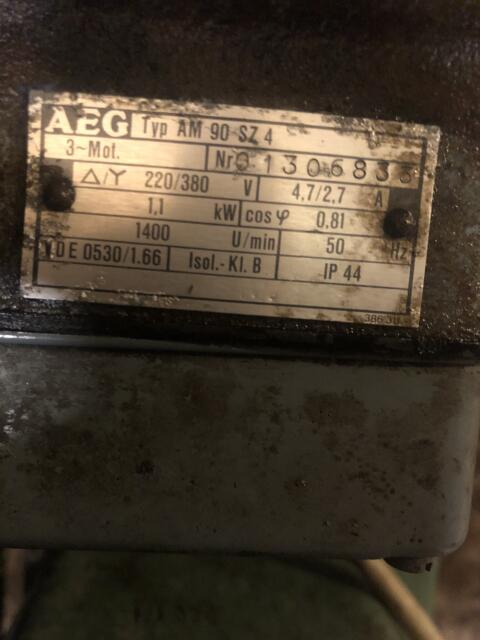 AEG Typ AM 90 SZ 4
3~Mot. Nr. 01306833
△/Y 220/380 V 4,7/2,7 A
1,1 kW cos φ 0,81
1400 U/min 50 Hz
VDE 0530/1.66 Isol.-Kl. B IP 44